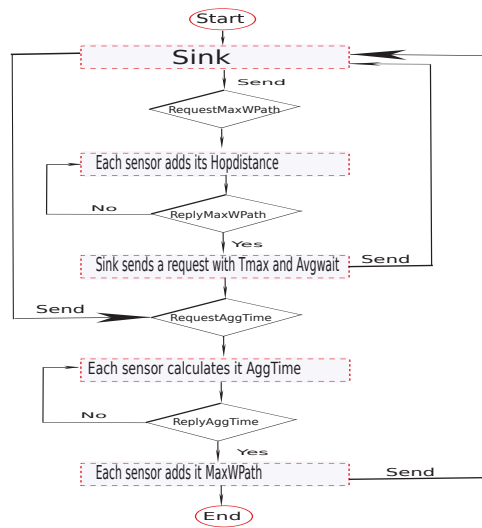 Start
Sink
Send
RequestMaxWPath
Each sensor adds its Hopdistance
ReplyMaxWPath
No
Yes
Sink sends a request with Tmax and Avgwait
Send
Send
RequestAggTime
Each sensor calculates it AggTime
No
ReplyAggTime
Yes
Each sensor adds it MaxWPath
Send
End